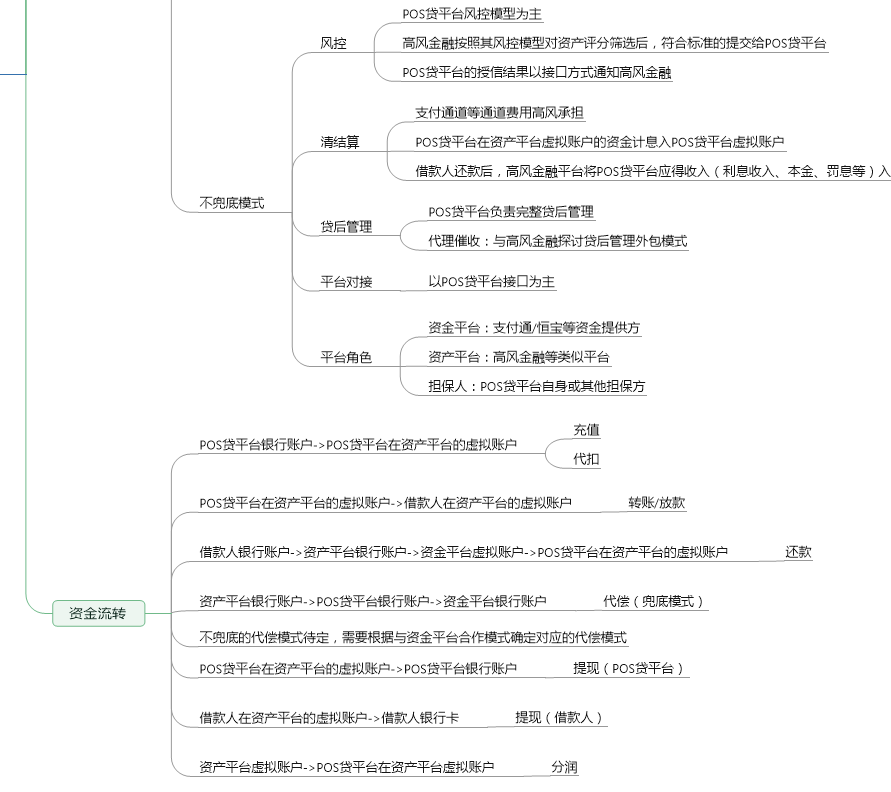 POS贷平台风控模型为主
风控
高风金融按照其风控模型对资产评分筛选后，符合标准的提交给POS贷平台
POS贷平台的授信结果以接口方式通知高风金融
支付通道等通道费用高风承担
清结算
POS贷平台在资产平台虚拟账户的资金计息入POS贷平台虚拟账户
借款人还款后，高风金融平台将POS贷平台应得收入（利息收入、本金、罚息等）入
不兜底模式
POS贷平台负责完整贷后管理
贷后管理
代理催收：与高风金融探讨贷后管理外包模式
平台对接
以POS贷平台接口为主
资金平台：支付通/恒宝等资金提供方
平台角色
资产平台：高风金融等类似平台
担保人：POS贷平台自身或其他担保方
POS贷平台银行账户->POS贷平台在资产平台的虚拟账户
充值
代扣
POS贷平台在资产平台的虚拟账户->借款人在资产平台的虚拟账户
转账/放款
借款人银行账户->资产平台银行账户->资金平台虚拟账户->POS贷平台在资产平台的虚拟账户
还款
资金流转
资产平台银行账户->POS贷平台银行账户->资金平台银行账户
代偿（兜底模式）
不兜底的代偿模式待定，需要根据与资金平台合作模式确定对应的代偿模式
POS贷平台在资产平台的虚拟账户->POS贷平台银行账户
提现（POS贷平台）
借款人在资产平台的虚拟账户->借款人银行卡
提现（借款人）
资产平台虚拟账户->POS贷平台在资产平台虚拟账户
分润